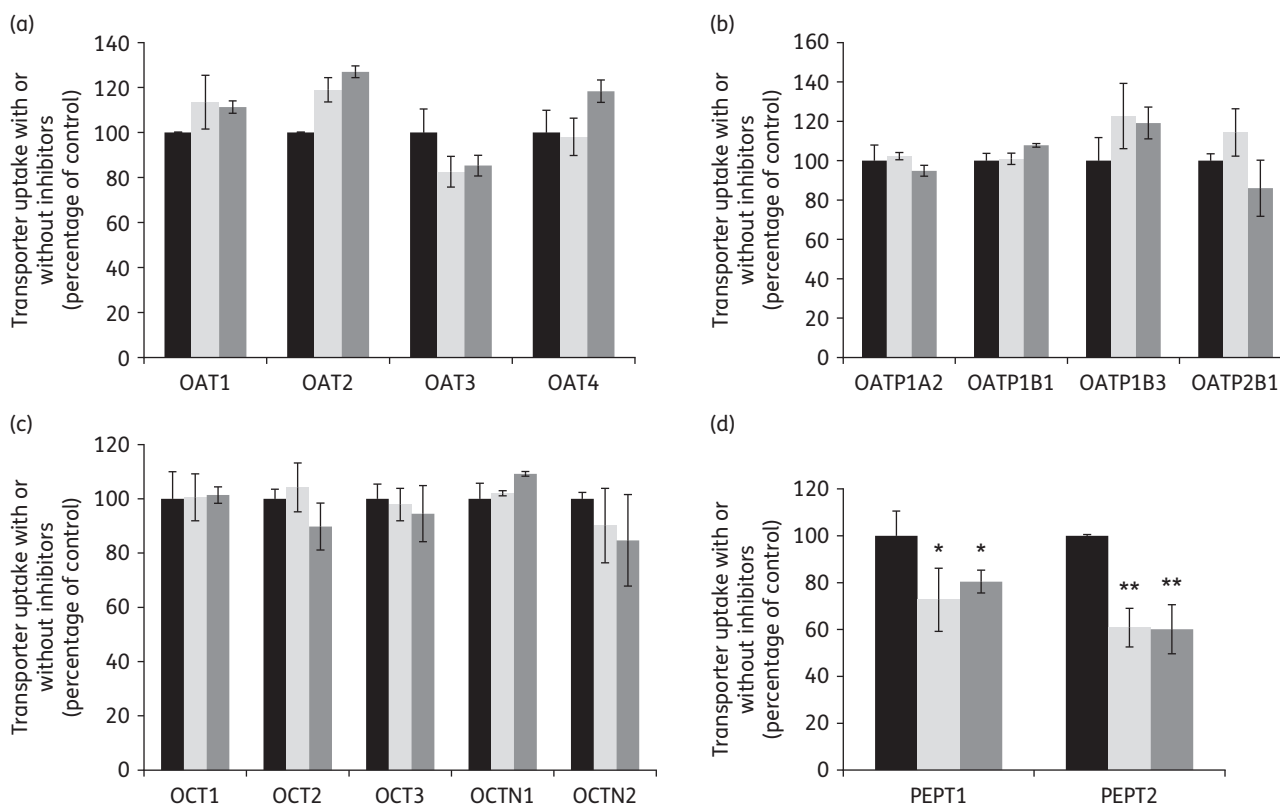 (a)
Transporter uptake with or
without inhibitors
(percentage of control)
140
120
100
80
60
40
20
0
OAT1 OAT2 OAT3 OAT4
(b)
Transporter uptake with or
without inhibitors
(percentage of control)
160
140
120
100
80
60
40
20
0
OATP1A2 OATP1B1 OATP1B3 OATP2B1
(c)
Transporter uptake with or
without inhibitors
(percentage of control)
120
100
80
60
40
20
0
OCT1 OCT2 OCT3 OCTN1 OCTN2
(d)
Transporter uptake with or
without inhibitors
(percentage of control)
120
100
80
60
40
20
0
* * ** **
PEPT1 PEPT2